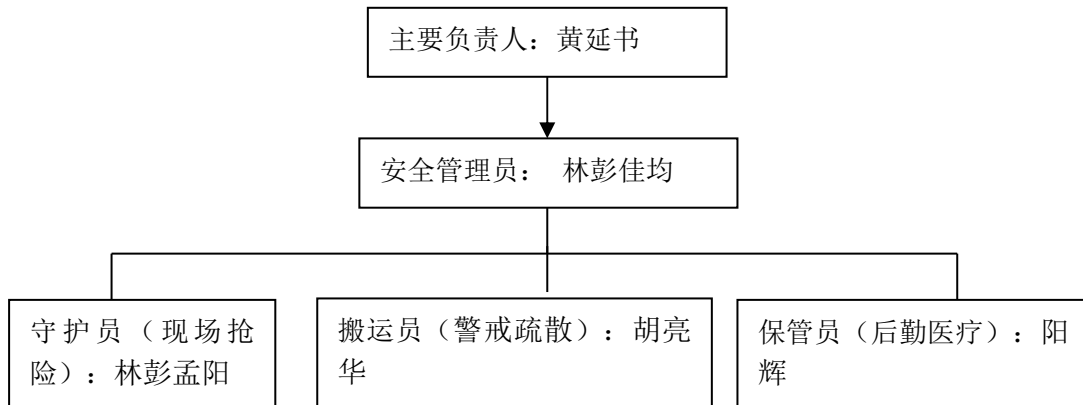 主要负责人：黄延书
安全管理员： 林彭佳均
守护员（现场抢
险）：林彭孟阳
搬运员（警戒疏散）：胡亮
华
保管员（后勤医疗）：阳
辉